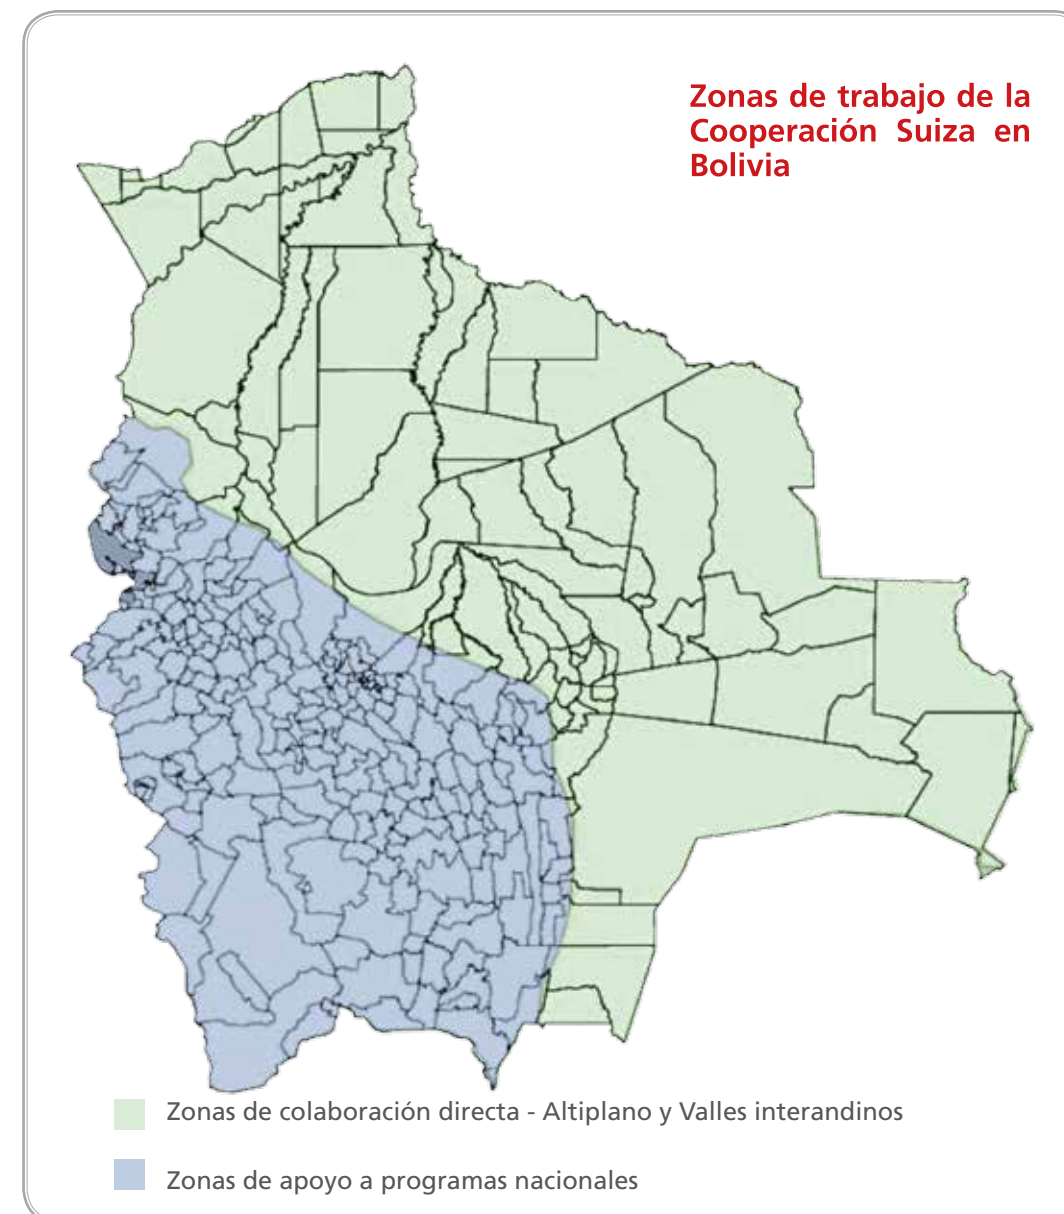 Zonas de trabajo de la
Cooperación Suiza en
Bolivia
Zonas de colaboración directa - Altiplano y Valles interandinos
Zonas de apoyo a programas nacionales